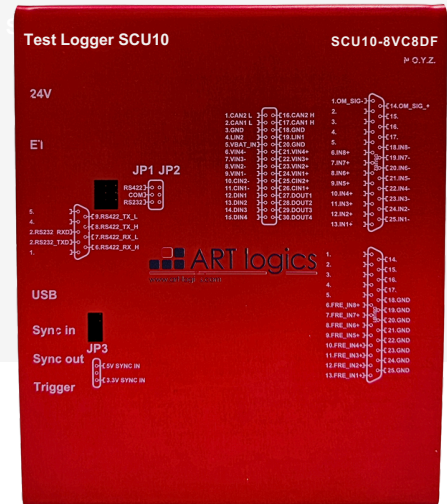 Test Logger SCU10
SCU10-8VC8DF
24V
JP1 JP2
RS422
COM
RS232
5.
4.
2.RS232_RXD
2.RS232_TXD
1.
9.RS422_TX_L
8.RS422_TX_H
7.RS422_RX_L
6.RS422_RX_H
1.CAN2 L
2.CAN1 L
3.GND
4.LIN2
5.VBAT_IN
6.VIN4-
7.VIN3-
8.VIN2-
9.VIN1-
10.CIN2-
11.CIN1-
12.DIN1
13.DIN2
14.DIN3
15.DIN4
16.CAN2 H
17.CAN1 H
18.GND
19.LIN1
20.GND
21.VIN4+
22.VIN3+
23.VIN2+
24.VIN1+
25.CIN2+
26.CIN1+
27.DOUT1
28.DOUT2
29.DOUT3
30.DOUT4
1.OM_SIG-
2.
3.
4.
5.
6.IN8+
7.IN7+
8.IN6+
9.IN5+
10.IN4+
11.IN3+
12.IN2+
13.IN1+
14.OM_SIG_+
15.
16.
17.
18.IN8-
19.IN7-
20.IN6-
21.IN5-
22.IN4-
23.IN3-
24.IN2-
25.IN1-
ART logics
USB
Sync in
Sync out
Trigger
JP3
5V SYNC IN
3.3V SYNC IN
1.
2.
3.
4.
5.
6.FRE_IN8+
7.FRE_IN7+
8.FRE_IN6+
9.FRE_IN5+
10.FRE_IN4+
11.FRE_IN3+
12.FRE_IN2+
13.FRE_IN1+
14.
15.
16.
17.
18.GND
19.GND
20.GND
21.GND
22.GND
23.GND
24.GND
25.GND